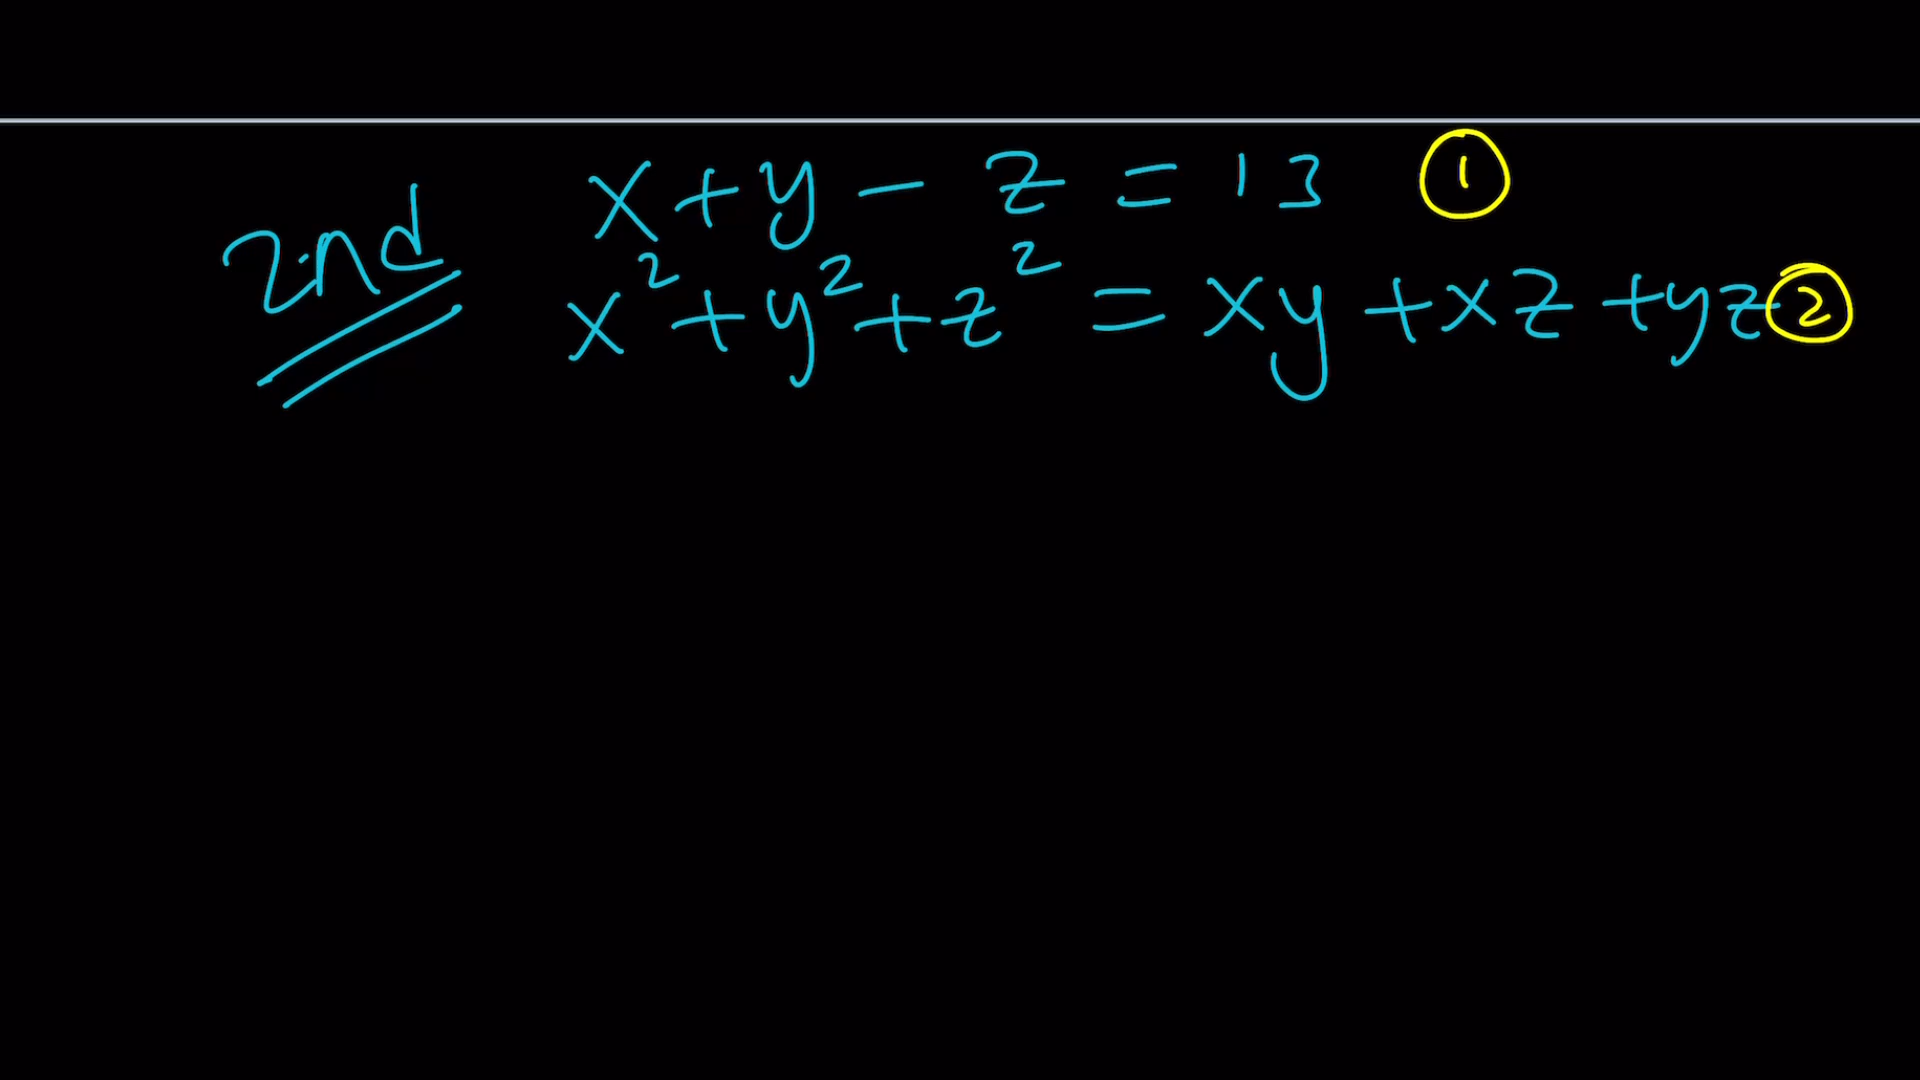 2nd
x + y - z = 13 ①
x² + y² + z² = xy + xz + yz ②